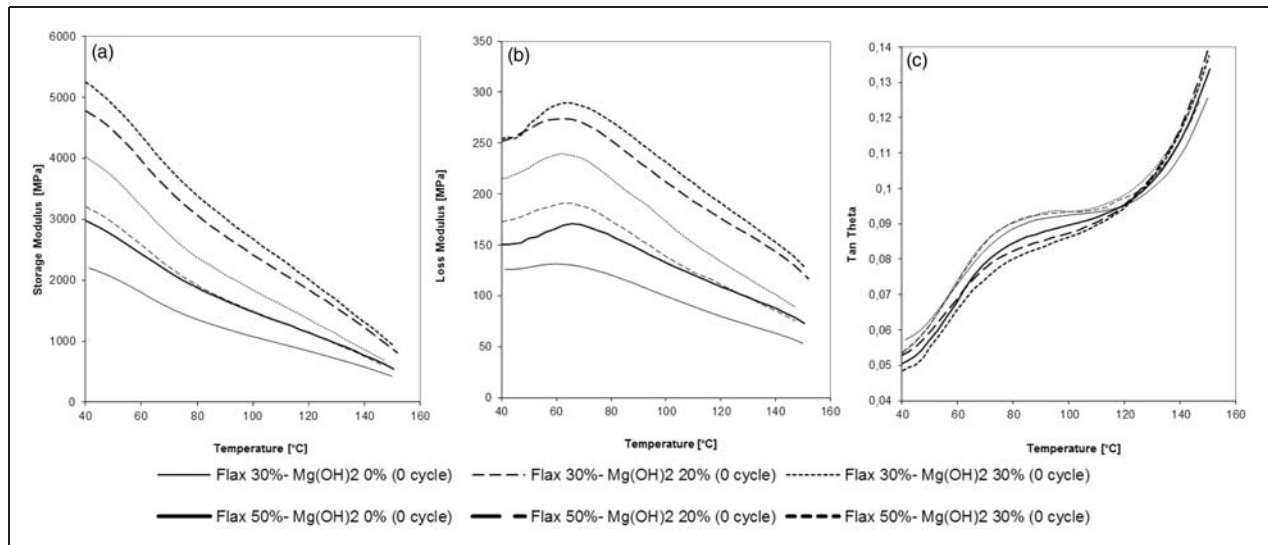 (a)
6000
5000
4000
3000
2000
1000
0
Storage Modulus [MPa]
40 60 80 100 120 140 160
Temperature [°C]
(b)
350
300
250
200
150
100
50
0
Loss Modulus [MPa]
40 60 80 100 120 140 160
Temperature [°C]
(c)
0,14
0,13
0,12
0,11
0,1
0,09
0,08
0,07
0,06
0,05
0,04
Tan Theta
40 60 80 100 120 140 160
Temperature [°C]
Flax 30%- Mg(OH)2 0% (0 cycle)
Flax 30%- Mg(OH)2 20% (0 cycle)
Flax 30%- Mg(OH)2 30% (0 cycle)
Flax 50%- Mg(OH)2 0% (0 cycle)
Flax 50%- Mg(OH)2 20% (0 cycle)
Flax 50%- Mg(OH)2 30% (0 cycle)